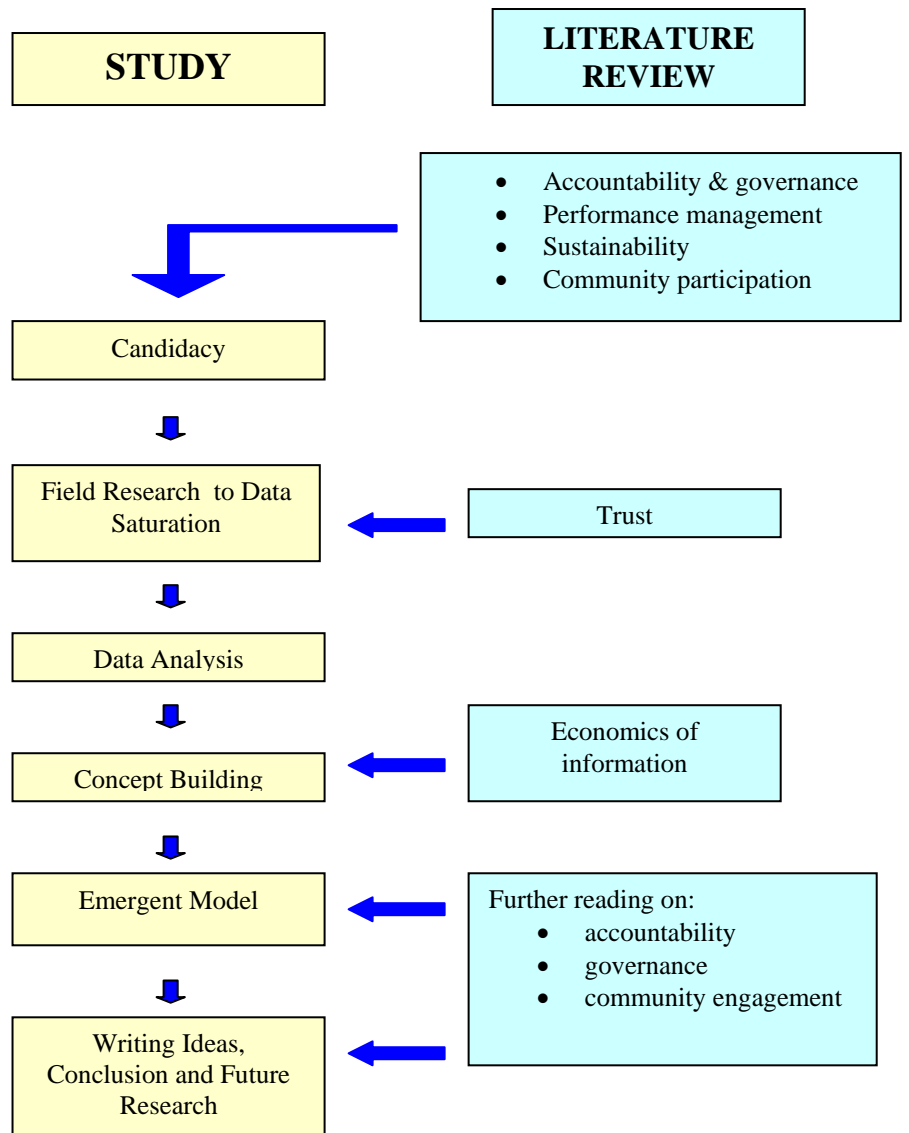 STUDY
LITERATURE
REVIEW
• Accountability & governance
• Performance management
• Sustainability
• Community participation
Candidacy
Field Research to Data
Saturation
Trust
Data Analysis
Economics of
information
Concept Building
Emergent Model
Further reading on:
• accountability
• governance
• community engagement
Writing Ideas,
Conclusion and Future
Research